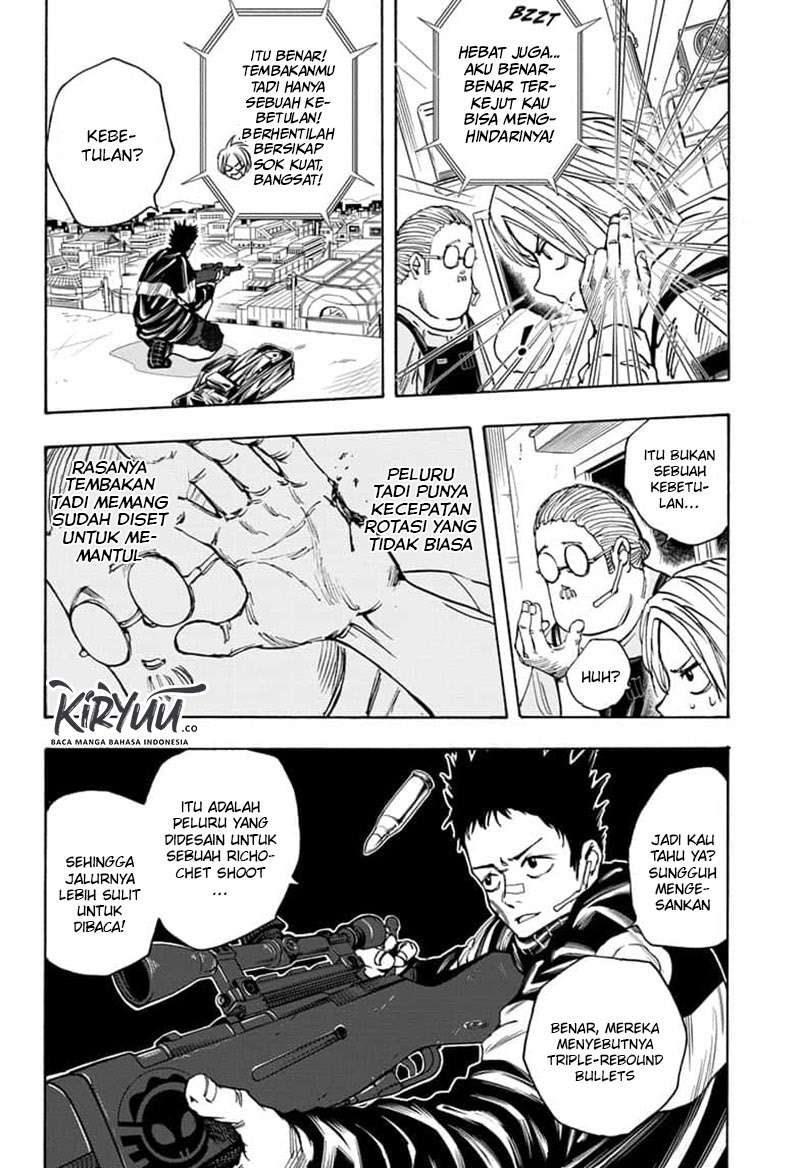 BZZT
HEBAT JUGA...
AKU BENAR-
BENAR TER-
KEJUT KAU
BISA MENG-
HINDARINYA!
!
ITU BENAR!
TEMBAKANMU
TADI HANYA
SEBUAH KE-
BETULAN!
BERHENTILAH
BERSIKAP
SOK KUAT,
BANGSAT!
KEBE-
TULAN?
ITU BUKAN
SEBUAH
KEBETU-
LAN...
HUH?
PELURU
TADI PUNYA
KECEPATAN
ROTASI YANG
TIDAK BIASA
RASANYA
TEMBAKAN
TADI MEMANG
SUDAH DISET
UNTUK ME-
MANTUL
KIRYUU.CO
BACA MANGA BAHASA INDONESIA
JADI KAU
TAHU YA?
SUNGGUH
MENGE-
SANKAN
ITU ADALAH
PELURU YANG
DIDESAIN UNTUK
SEBUAH RICHO-
CHET SHOOT
...
SEHINGGA
JALURNYA
LEBIH SULIT
UNTUK
DIBACA!
BENAR, MEREKA
MENYEBUTNYA
TRIPLE-REBOUND
BULLETS